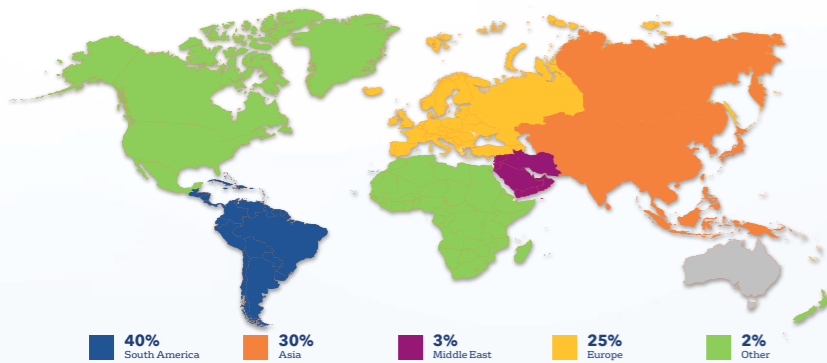 40%
South America
30%
Asia
3%
Middle East
25%
Europe
2%
Other